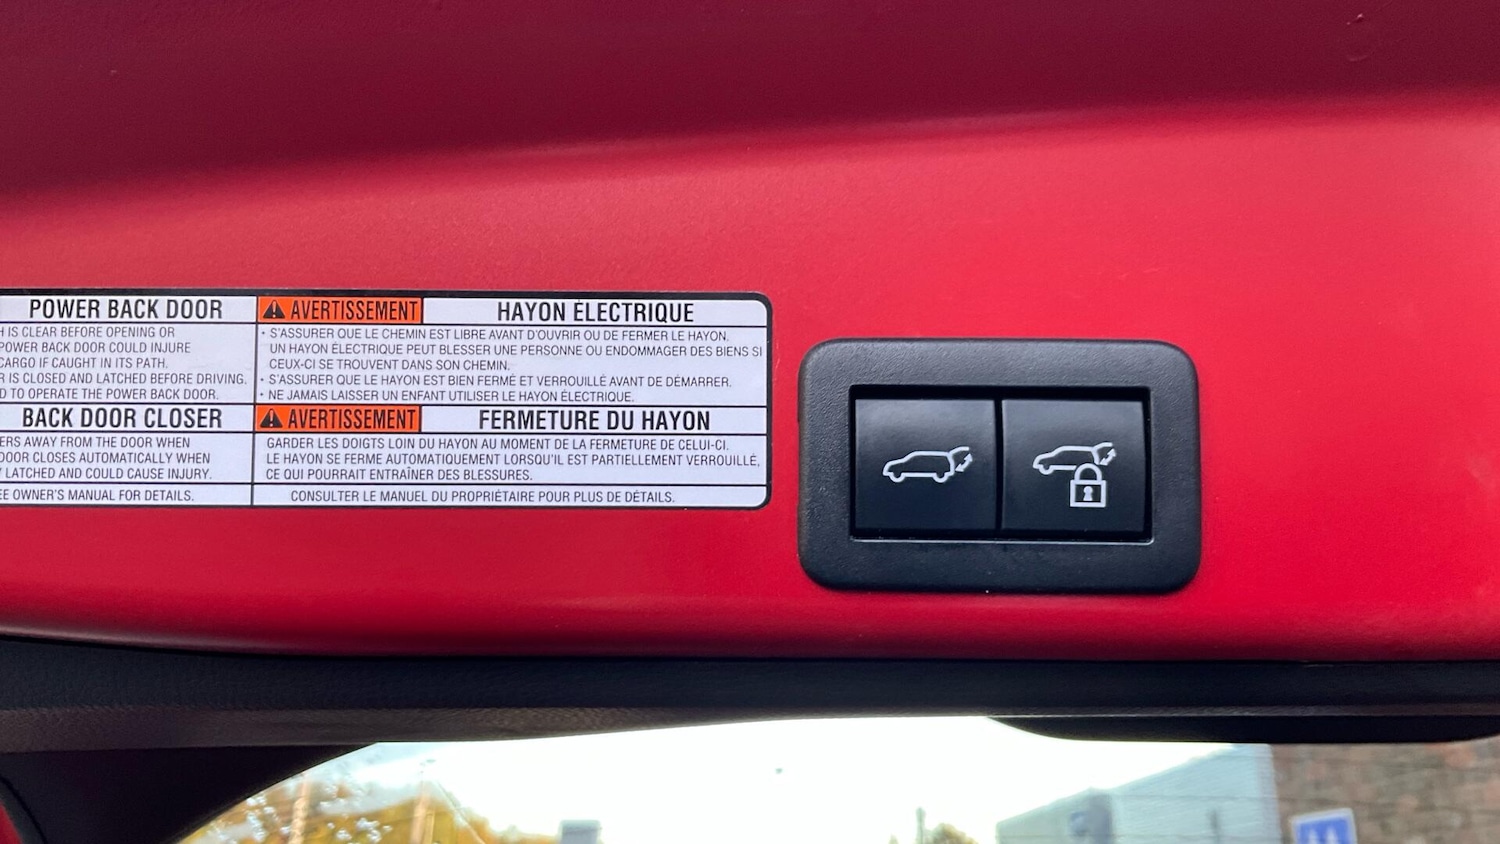 POWER BACK DOOR
IS CLEAR BEFORE OPENING OR
POWER BACK DOOR COULD INJURE
CARGO IF CAUGHT IN ITS PATH.
IS CLOSED AND LATCHED BEFORE DRIVING.
TO OPERATE THE POWER BACK DOOR.
BACK DOOR CLOSER
AWAY FROM THE DOOR WHEN
DOOR CLOSES AUTOMATICALLY WHEN
LATCHED AND COULD CAUSE INJURY.
OWNER'S MANUAL FOR DETAILS.
AVERTISSEMENT HAYON ÉLECTRIQUE
• S'ASSURER QUE LE CHEMIN EST LIBRE AVANT D'OUVRIR OU DE FERMER LE HAYON.
UN HAYON ÉLECTRIQUE PEUT BLESSER UNE PERSONNE OU ENDOMMAGER DES BIENS SI
CEUX-CI SE TROUVENT DANS SON CHEMIN.
• S'ASSURER QUE LE HAYON EST BIEN FERMÉ ET VERROUILLÉ AVANT DE DÉMARRER.
• NE JAMAIS LAISSER UN ENFANT UTILISER LE HAYON ÉLECTRIQUE.
AVERTISSEMENT FERMETURE DU HAYON
GARDER LES DOIGTS LOIN DU HAYON AU MOMENT DE LA FERMETURE DE CELUI-CI.
LE HAYON SE FERME AUTOMATIQUEMENT LORSQU'IL EST PARTIELLEMENT VERROUILLÉ,
CE QUI POURRAIT ENTRAÎNER DES BLESSURES.
CONSULTER LE MANUEL DU PROPRIÉTAIRE POUR PLUS DE DÉTAILS.